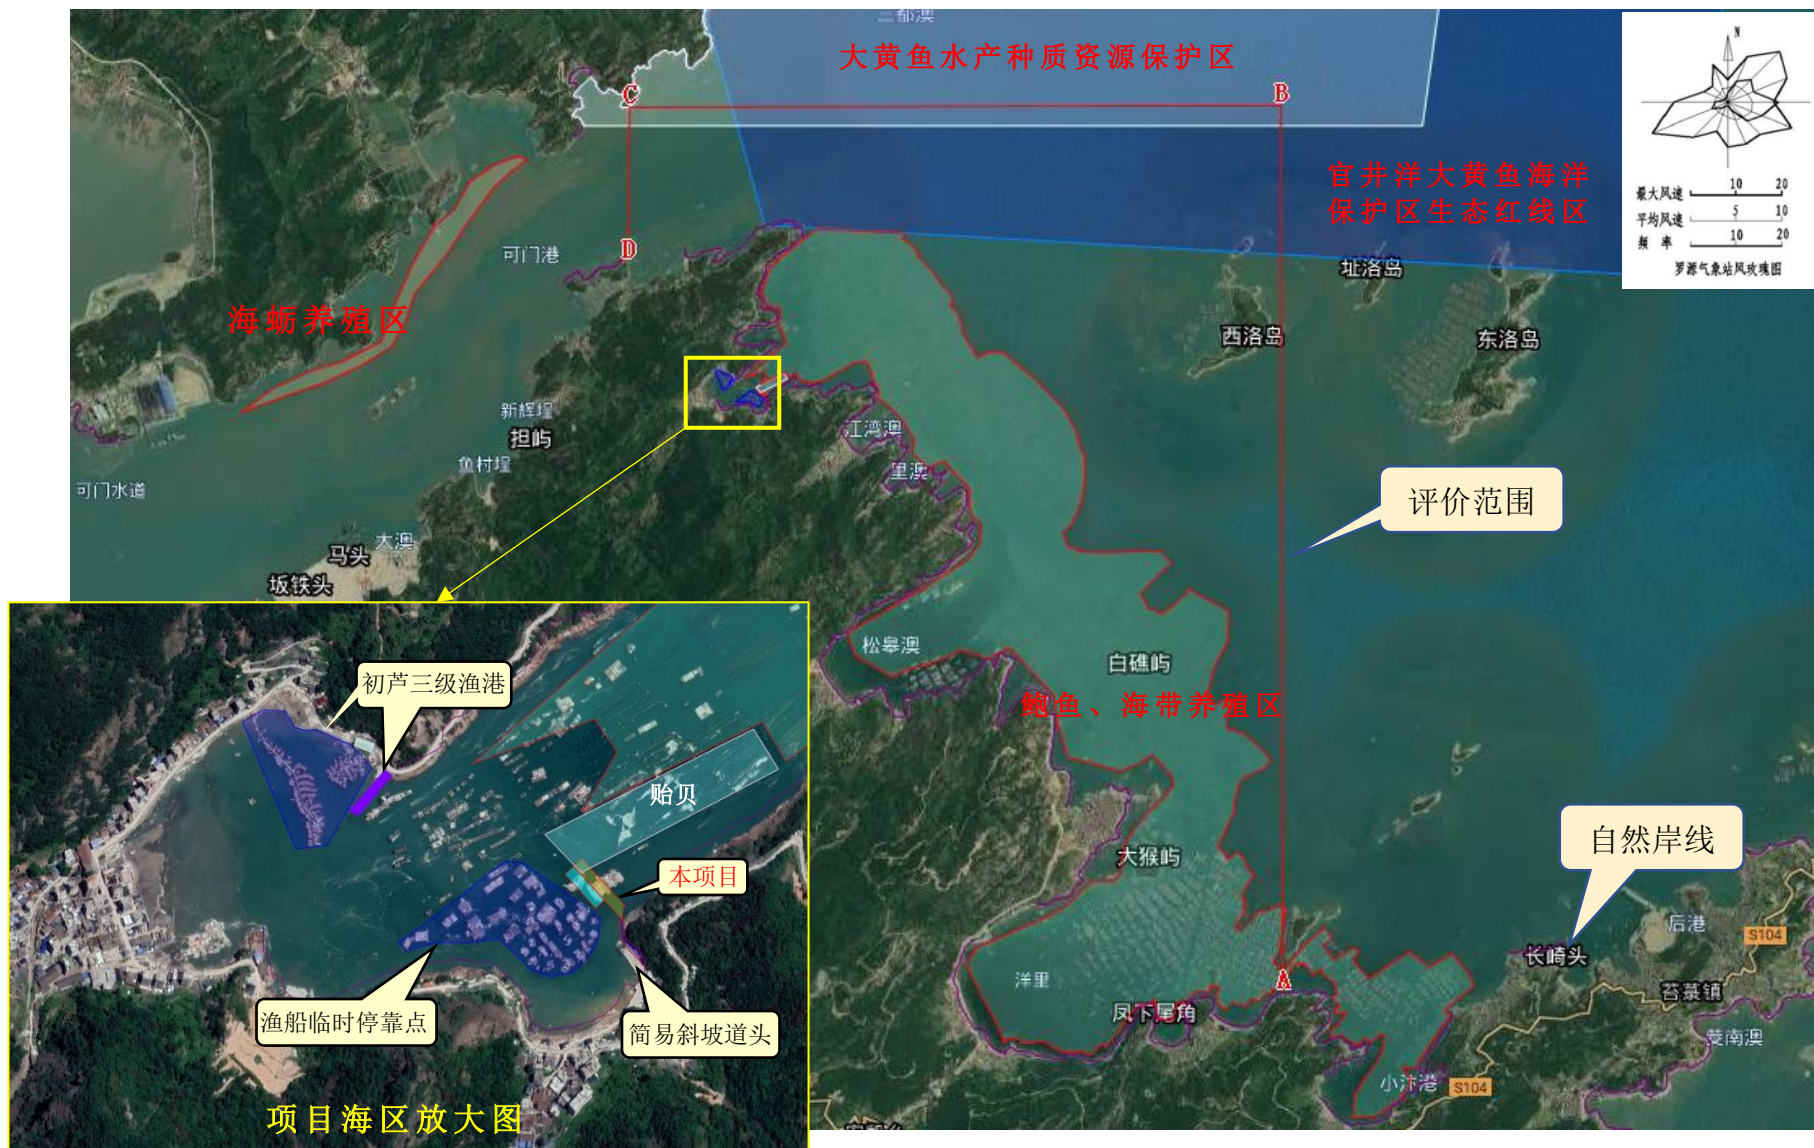 三都澳
大黄鱼水产种质资源保护区
N
C
B
官井洋大黄鱼海洋
保护区生态红线区
最大风速 10 20
平均风速 5 10
频率 10 20
罗源气象站风玫瑰图
D
可门港
址洛岛
海蛎养殖区
西洛岛
东洛岛
新辉埕
担屿
江湾澳
鱼村埕
里澳
可门水道
评价范围
大澳
马头
坂铁头
松皋澳
白礁屿
鲍鱼、海带养殖区
初芦三级渔港
贻贝
自然岸线
大猴屿
本项目
后港
S104
长崎头
洋里
A
苔菉镇
凤下尾角
渔船临时停靠点
简易斜坡道头
茭南澳
小汴港
S104
项目海区放大图